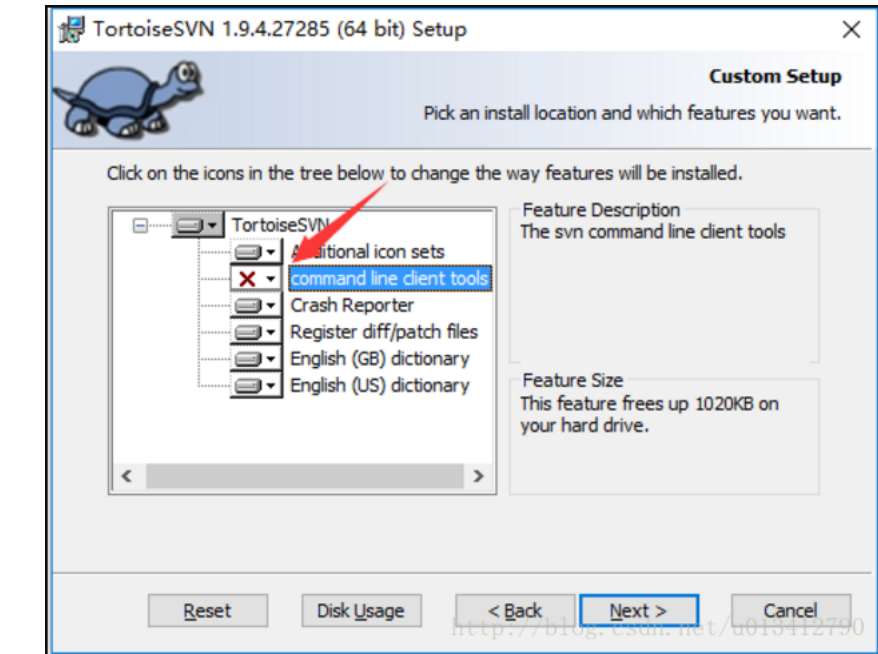 TortoiseSVN 1.9.4.27285 (64 bit) Setup
Custom Setup
Pick an install location and which features you want.
Click on the icons in the tree below to change the way features will be installed.
TortoiseSVN
Additional icon sets
command line client tools
Crash Reporter
Register diff/patch files
English (GB) dictionary
English (US) dictionary
Feature Description
The svn command line client tools
Feature Size
This feature frees up 1020KB on
your hard drive.
Reset
Disk Usage
< Back
Next >
Cancel
http://blog.csdn.net/u013412790